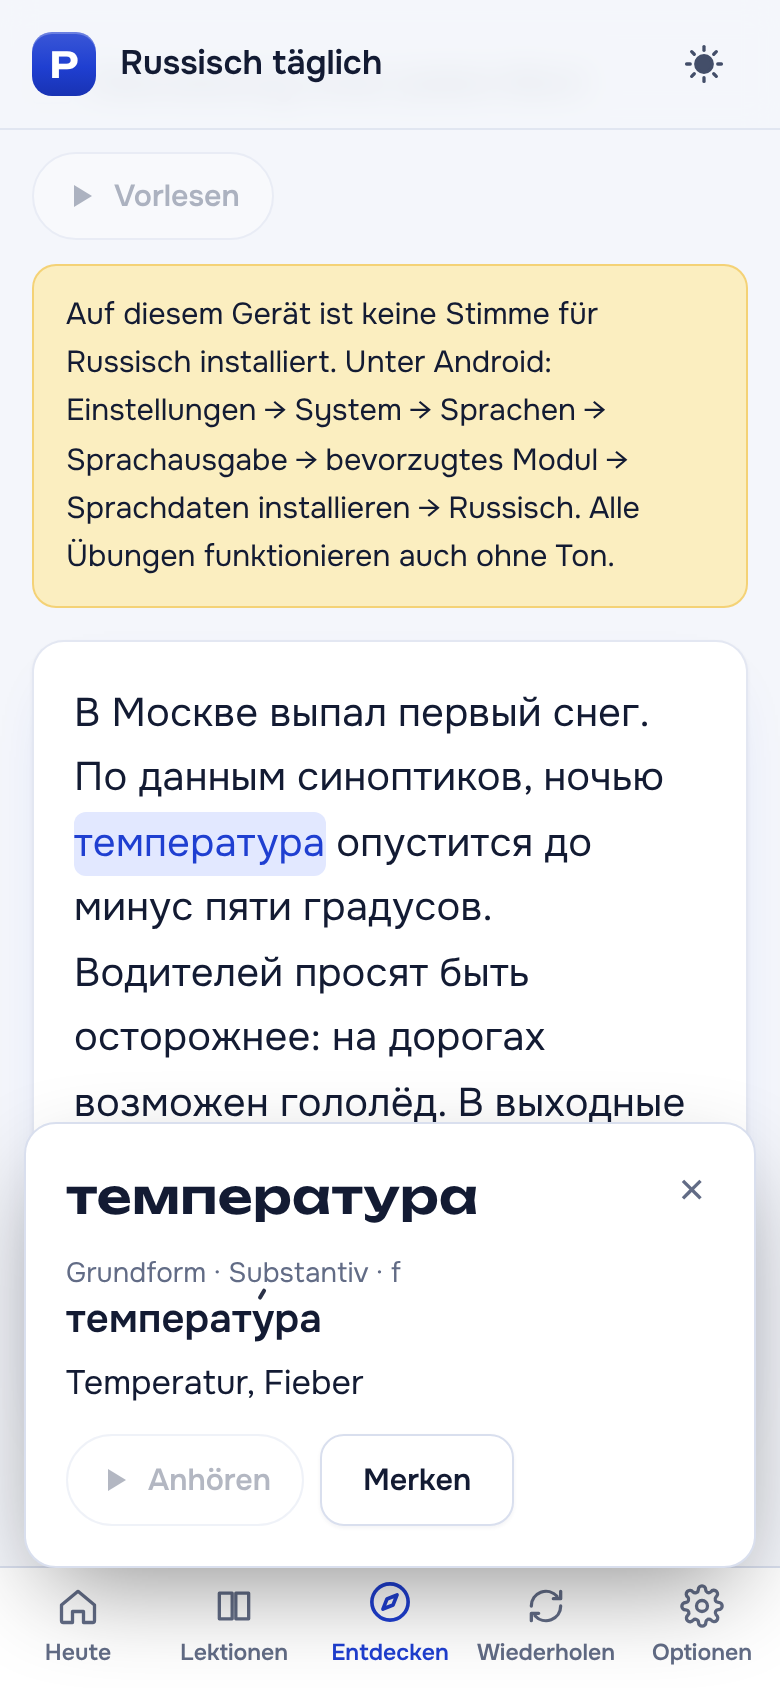 P
Russisch täglich
Vorlesen
Auf diesem Gerät ist keine Stimme für
Russisch installiert. Unter Android:
Einstellungen → System → Sprachen →
Sprachausgabe → bevorzugtes Modul →
Sprachdaten installieren → Russisch. Alle
Übungen funktionieren auch ohne Ton.
В Москве выпал первый снег.
По данным синоптиков, ночью
температура опустится до
минус пяти градусов.
Водителей просят быть
осторожнее: на дорогах
возможен гололёд. В выходные
температура
Grundform · Substantiv · f
температу́ра
Temperatur, Fieber
Anhören
Merken
Heute
Lektionen
Entdecken
Wiederholen
Optionen